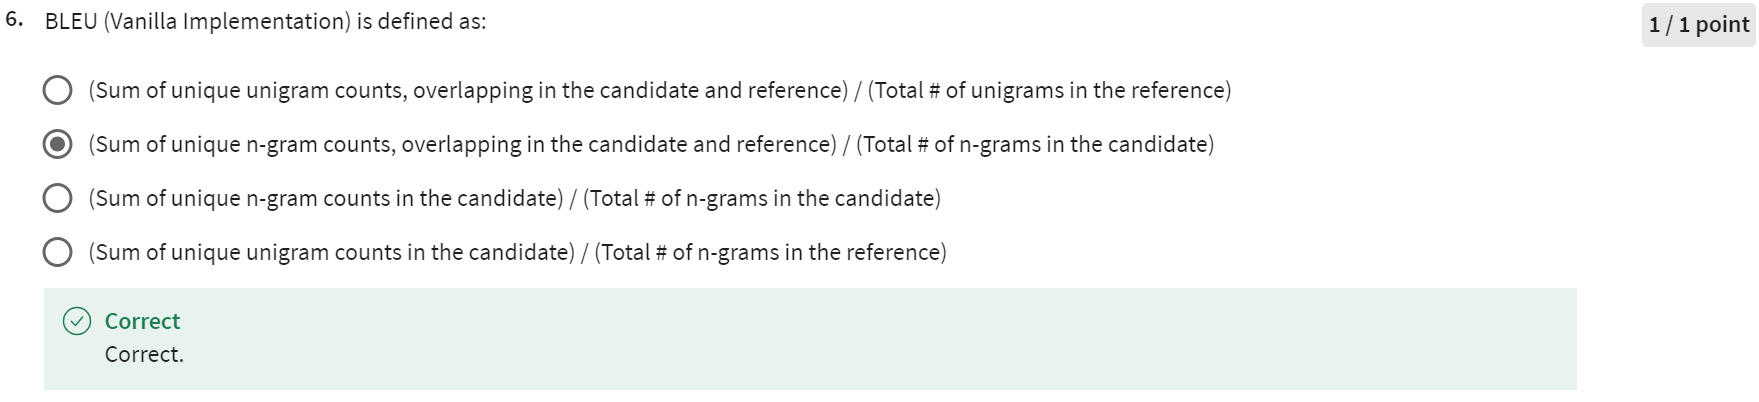 6. BLEU (Vanilla Implementation) is defined as:
1 / 1 point
(Sum of unique unigram counts, overlapping in the candidate and reference) / (Total # of unigrams in the reference)
(Sum of unique n-gram counts, overlapping in the candidate and reference) / (Total # of n-grams in the candidate)
(Sum of unique n-gram counts in the candidate) / (Total # of n-grams in the candidate)
(Sum of unique unigram counts in the candidate) / (Total # of n-grams in the reference)
Correct
Correct.